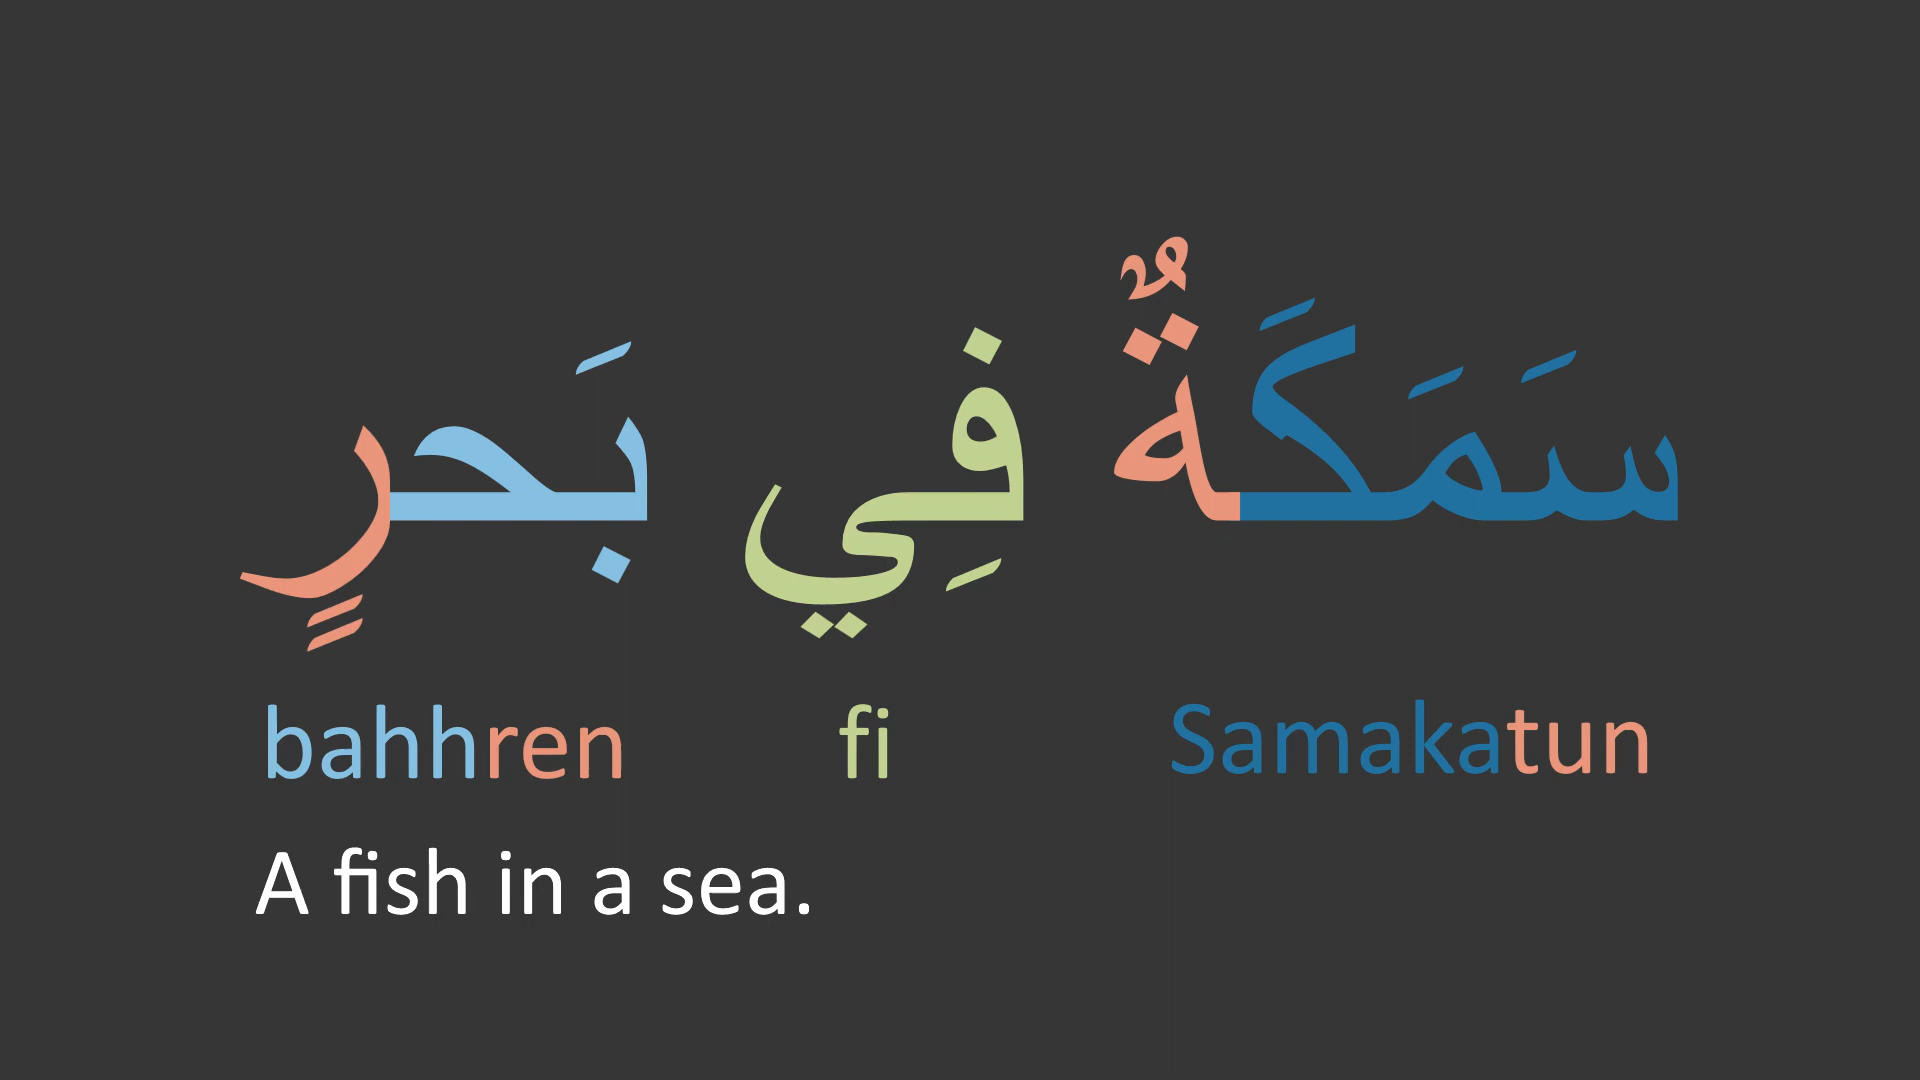 سَمَكَةٌ فِي بَحرٍ
bahhren fi Samakatun
A fish in a sea.